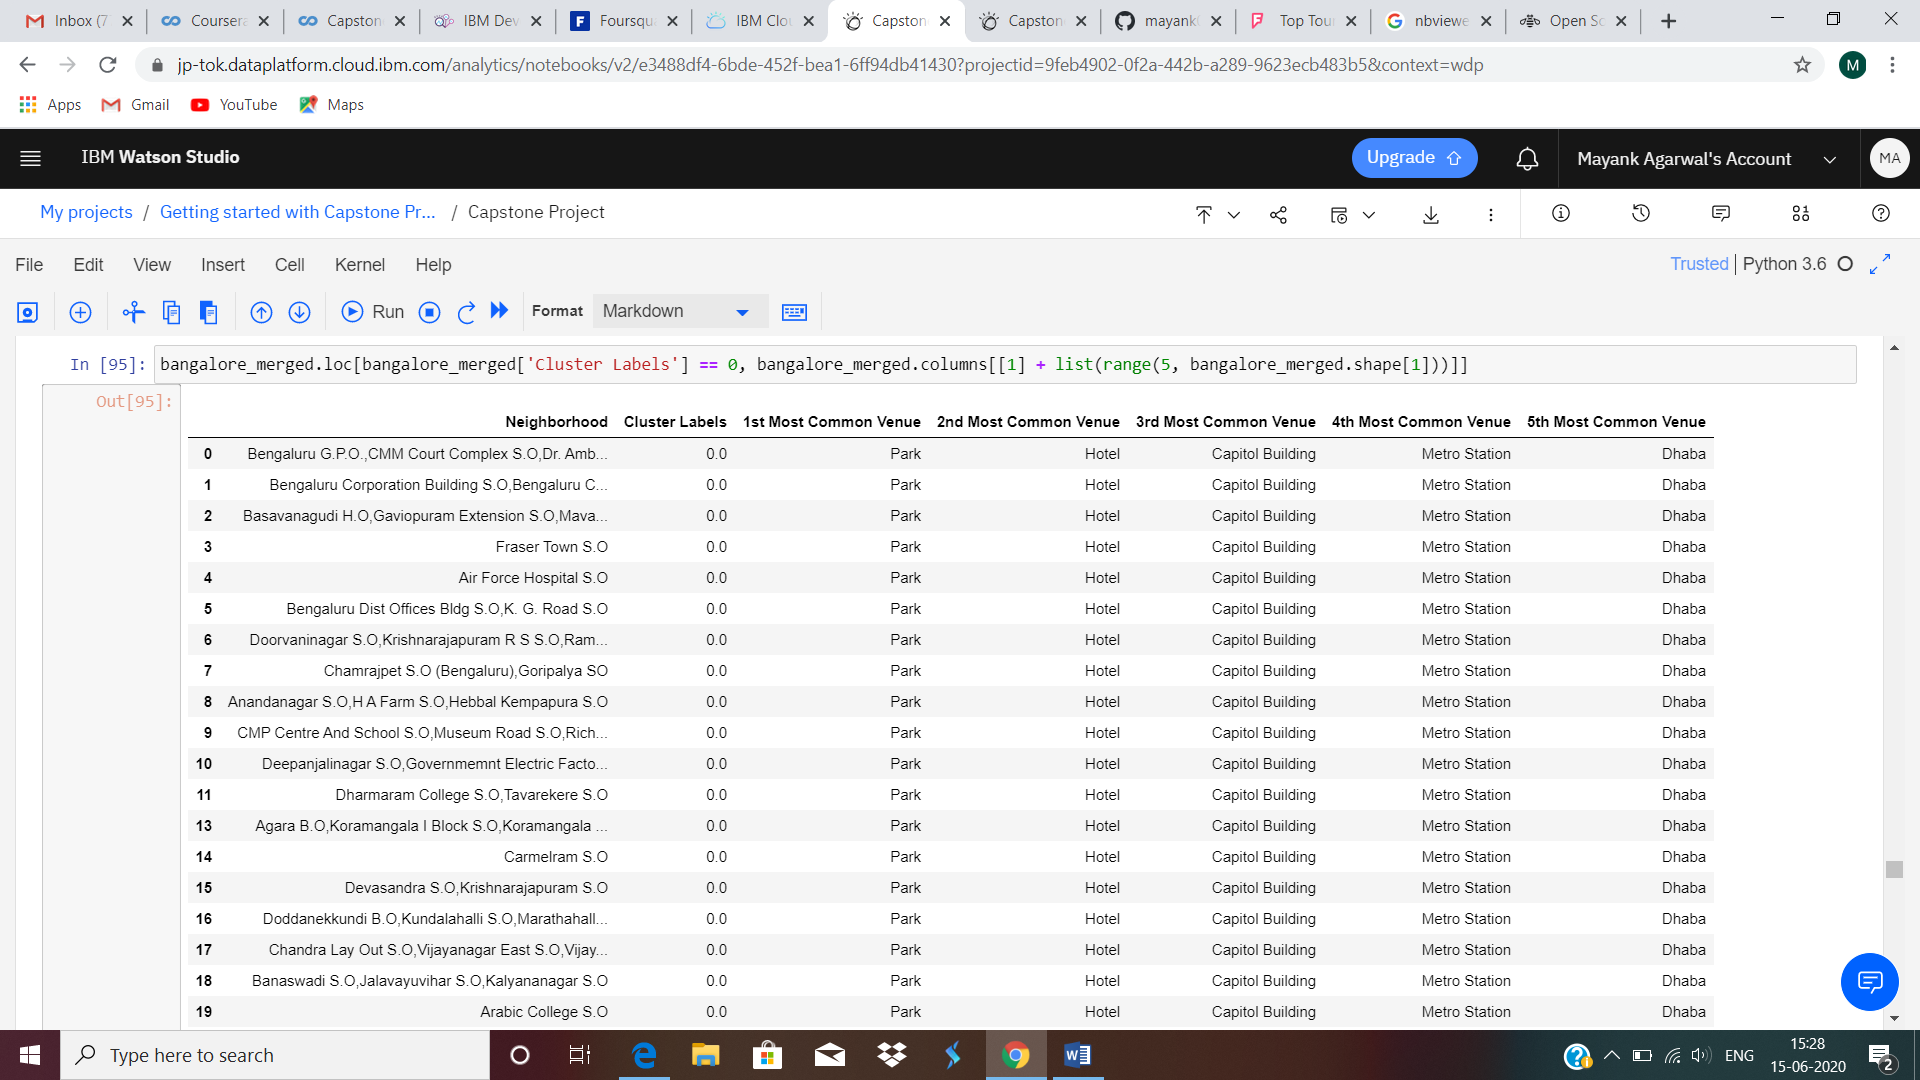 Inbox (7 Coursera Capston IBM Dev Foursqu IBM Clou Capston Capston mayank Top Tour nbviewe Open So
jp-tok.dataplatform.cloud.ibm.com/analytics/notebooks/v2/e3488df4-6bde-452f-bea1-6ff94db41430?projectid=9feb4902-0f2a-442b-a289-9623ecb483b5&context=wdp M
Apps Gmail YouTube Maps
IBM Watson Studio Upgrade Mayank Agarwal's Account MA
My projects / Getting started with Capstone Pr... / Capstone Project
File Edit View Insert Cell Kernel Help Trusted | Python 3.6
Run Format Markdown
In [95]: bangalore_merged.loc[bangalore_merged['Cluster Labels'] == 0, bangalore_merged.columns[[1] + list(range(5, bangalore_merged.shape[1]))]]
Out[95]:
Neighborhood Cluster Labels 1st Most Common Venue 2nd Most Common Venue 3rd Most Common Venue 4th Most Common Venue 5th Most Common Venue
0 Bengaluru G.P.O.,CMM Court Complex S.O,Dr. Amb... 0.0 Park Hotel Capitol Building Metro Station Dhaba
1 Bengaluru Corporation Building S.O,Bengaluru C... 0.0 Park Hotel Capitol Building Metro Station Dhaba
2 Basavanagudi H.O,Gaviopuram Extension S.O,Mava... 0.0 Park Hotel Capitol Building Metro Station Dhaba
3 Fraser Town S.O 0.0 Park Hotel Capitol Building Metro Station Dhaba
4 Air Force Hospital S.O 0.0 Park Hotel Capitol Building Metro Station Dhaba
5 Bengaluru Dist Offices Bldg S.O,K. G. Road S.O 0.0 Park Hotel Capitol Building Metro Station Dhaba
6 Doorvaninagar S.O,Krishnarajapuram R S S.O,Ram... 0.0 Park Hotel Capitol Building Metro Station Dhaba
7 Chamrajpet S.O (Bengaluru),Goripalya SO 0.0 Park Hotel Capitol Building Metro Station Dhaba
8 Anandanagar S.O,H A Farm S.O,Hebbal Kempapura S.O 0.0 Park Hotel Capitol Building Metro Station Dhaba
9 CMP Centre And School S.O,Museum Road S.O,Rich... 0.0 Park Hotel Capitol Building Metro Station Dhaba
10 Deepanjalinagar S.O,Governmemnt Electric Facto... 0.0 Park Hotel Capitol Building Metro Station Dhaba
11 Dharmaram College S.O,Tavarekere S.O 0.0 Park Hotel Capitol Building Metro Station Dhaba
13 Agara B.O,Koramangala I Block S.O,Koramangala ... 0.0 Park Hotel Capitol Building Metro Station Dhaba
14 Carmelram S.O 0.0 Park Hotel Capitol Building Metro Station Dhaba
15 Devasandra S.O,Krishnarajapuram S.O 0.0 Park Hotel Capitol Building Metro Station Dhaba
16 Doddanekkundi B.O,Kundalahalli S.O,Marathahall... 0.0 Park Hotel Capitol Building Metro Station Dhaba
17 Chandra Lay Out S.O,Vijayanagar East S.O,Vijay... 0.0 Park Hotel Capitol Building Metro Station Dhaba
18 Banaswadi S.O,Jalavayuvihar S.O,Kalyananagar S.O 0.0 Park Hotel Capitol Building Metro Station Dhaba
19 Arabic College S.O 0.0 Park Hotel Capitol Building Metro Station Dhaba
Type here to search ENG 15:28
15-06-2020 2